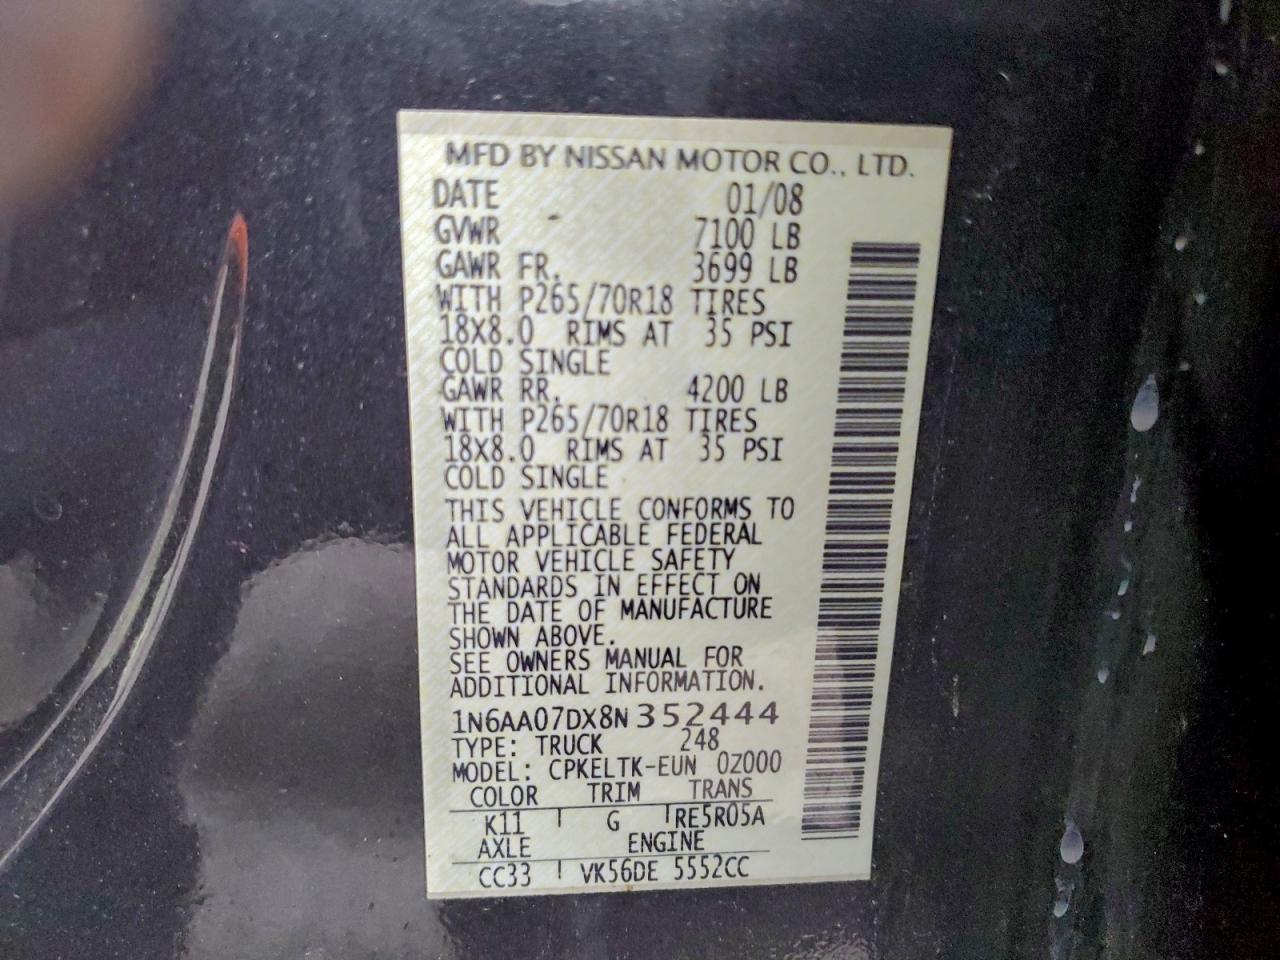 MFD BY NISSAN MOTOR CO., LTD.
DATE 01/08
GVWR 7100 LB
GAWR FR. 3699 LB
WITH P265/70R18 TIRES
18X8.0 RIMS AT 35 PSI
COLD SINGLE
GAWR RR. 4200 LB
WITH P265/70R18 TIRES
18X8.0 RIMS AT 35 PSI
COLD SINGLE
THIS VEHICLE CONFORMS TO
ALL APPLICABLE FEDERAL
MOTOR VEHICLE SAFETY
STANDARDS IN EFFECT ON
THE DATE OF MANUFACTURE
SHOWN ABOVE.
SEE OWNERS MANUAL FOR
ADDITIONAL INFORMATION.
1N6AA07DX8N352444
TYPE: TRUCK 248
MODEL: CPKELTK-EUN 0Z000
COLOR TRIM TRANS
K11 G RE5R05A
AXLE ENGINE
CC33 VK56DE 5552CC